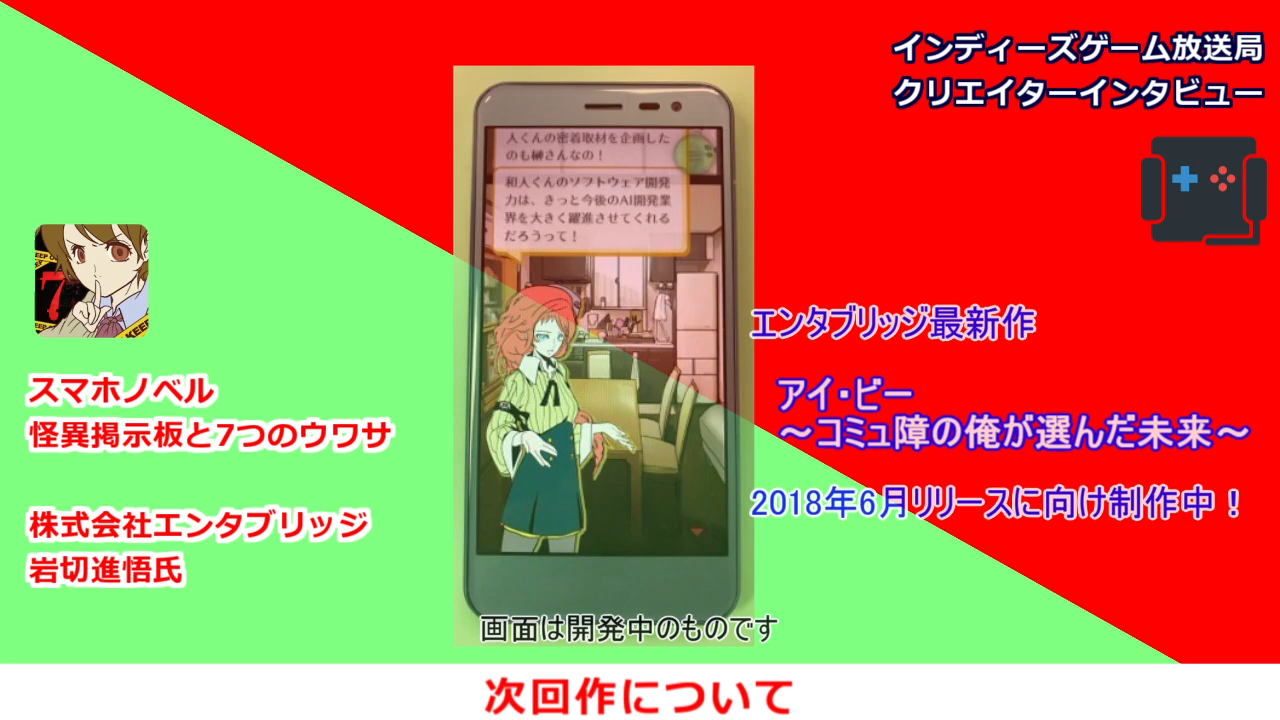 インディーズゲーム放送局
クリエイターインタビュー
人くんの密着取材を企画した
のも榊さんなの！
和人くんのソフトウェア開発
力は、きっと今後のAI開発業
界を大きく躍進させてくれる
だろうって！
7
KEEP
KEEP
スマホノベル
怪異掲示板と7つのウワサ
株式会社エンタブリッジ
岩切進悟氏
エンタブリッジ最新作
アイ・ビー
～コミュ障の俺が選んだ未来～
2018年6月リリースに向け制作中！
画面は開発中のものです
次回作について